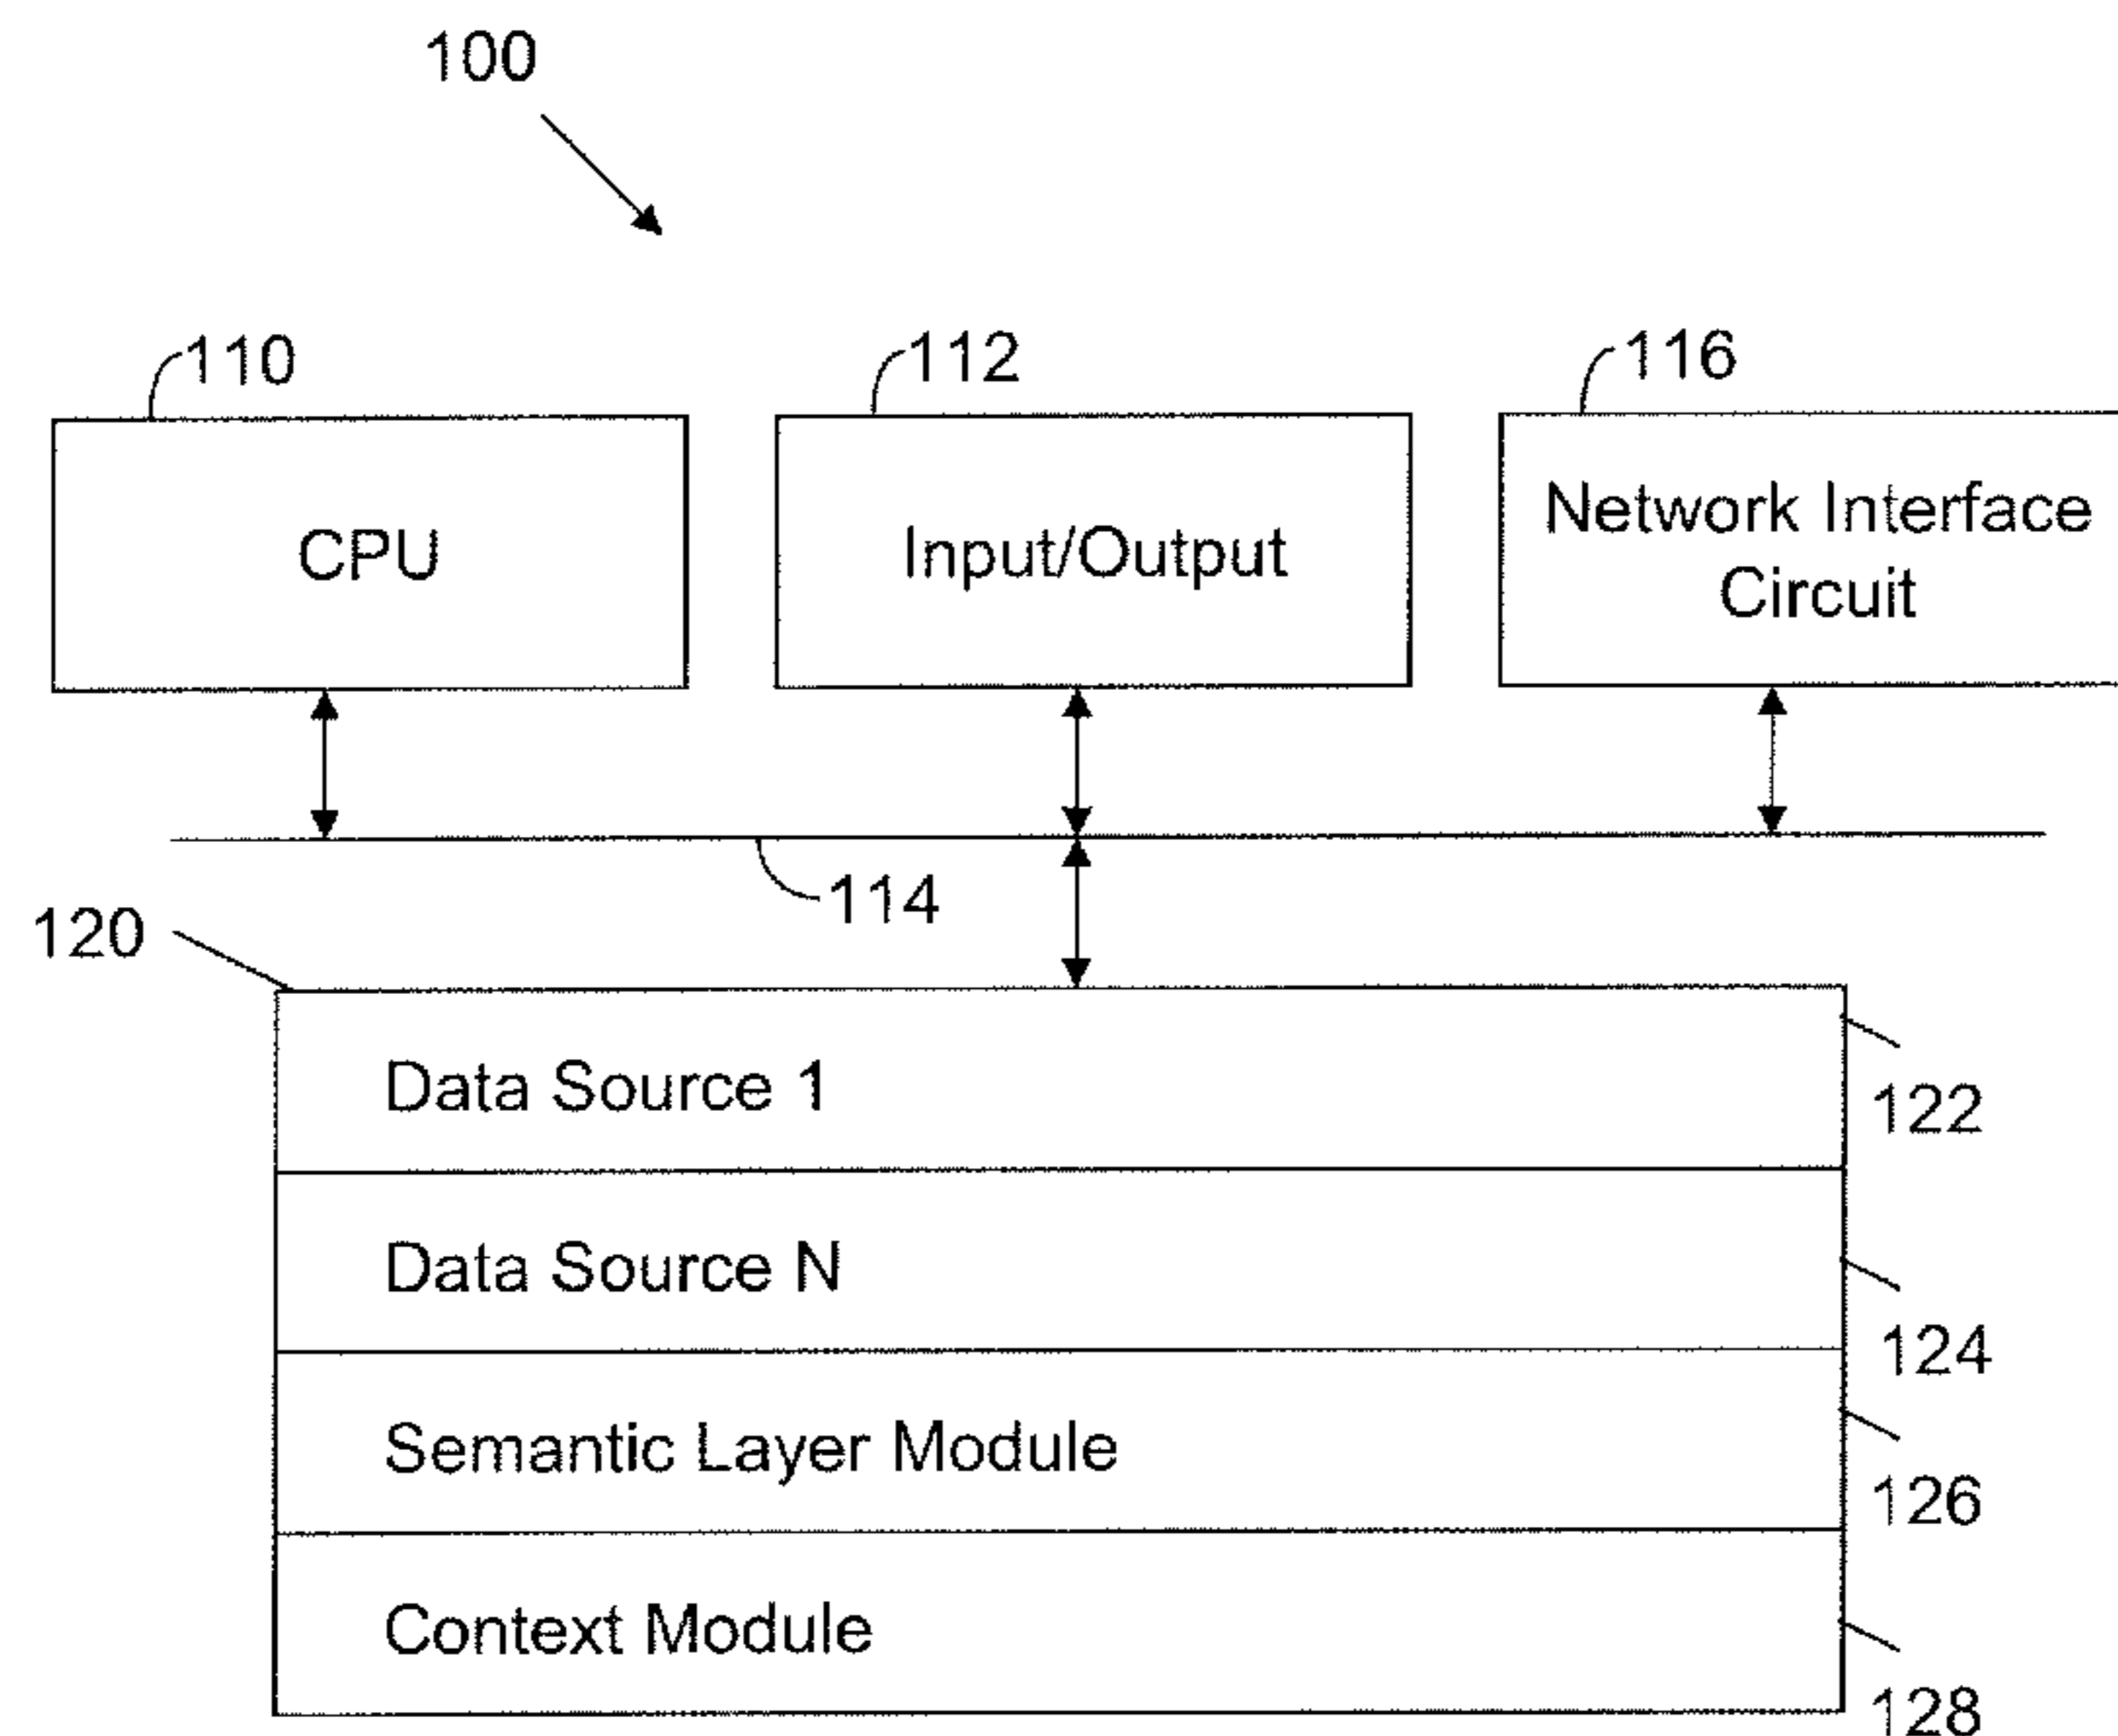 100
110
112
116
CPU
Input/Output
Network Interface
Circuit
114
120
Data Source 1
122
Data Source N
124
Semantic Layer Module
126
Context Module
128